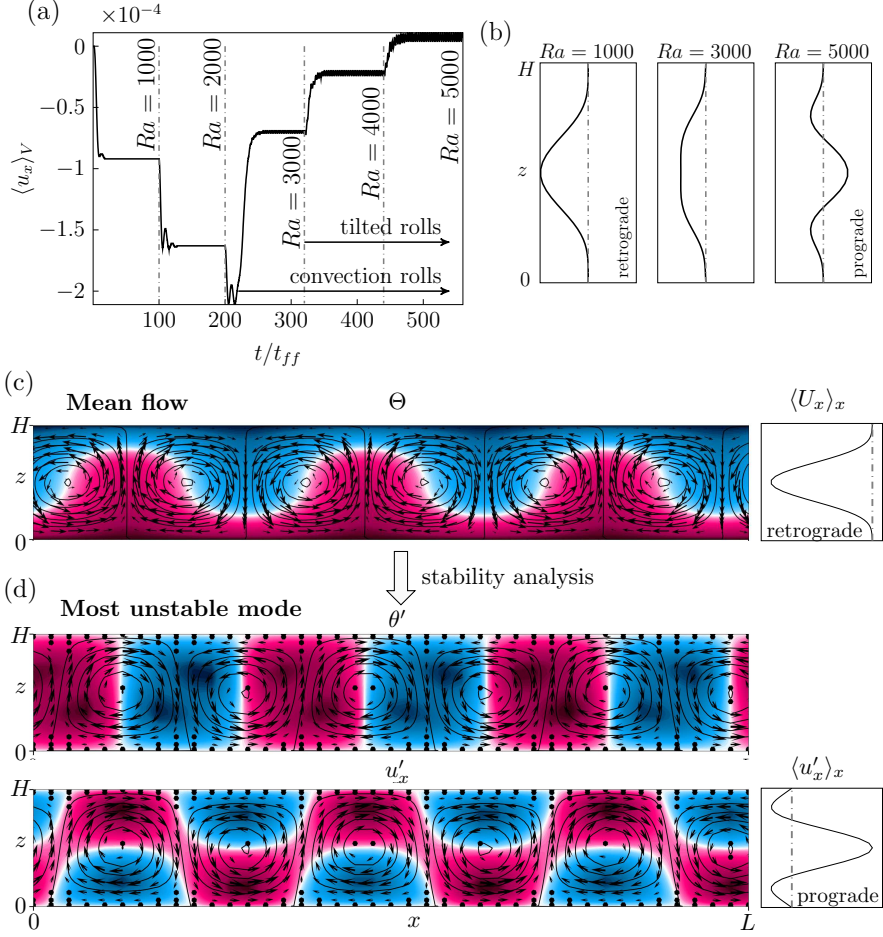 (a)
×10⁻⁴
0
−0.5
−1
−1.5
−2
⟨u_x⟩_V
Ra = 1000
Ra = 2000
Ra = 3000
Ra = 4000
Ra = 5000
tilted rolls
convection rolls
100
200
300
400
500
t/t_ff
(b)
Ra = 1000
Ra = 3000
Ra = 5000
H
z
0
retrograde
prograde
(c)
Mean flow
Θ
⟨U_x⟩_x
H
z
0
retrograde
stability analysis
(d)
Most unstable mode
θ′
H
z
0
u′_x
⟨u′_x⟩_x
H
z
0
prograde
0
x
L